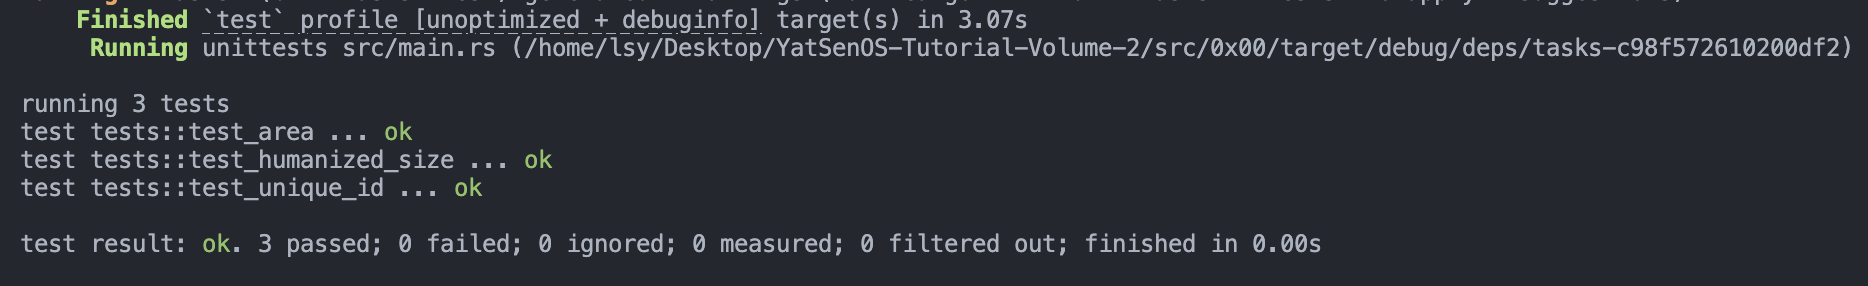 Finished `test` profile [unoptimized + debuginfo] target(s) in 3.07s
Running unittests src/main.rs (/home/lsy/Desktop/YatSenOS-Tutorial-Volume-2/src/0x00/target/debug/deps/tasks-c98f572610200df2)
running 3 tests
test tests::test_area ... ok
test tests::test_humanized_size ... ok
test tests::test_unique_id ... ok
test result: ok. 3 passed; 0 failed; 0 ignored; 0 measured; 0 filtered out; finished in 0.00s